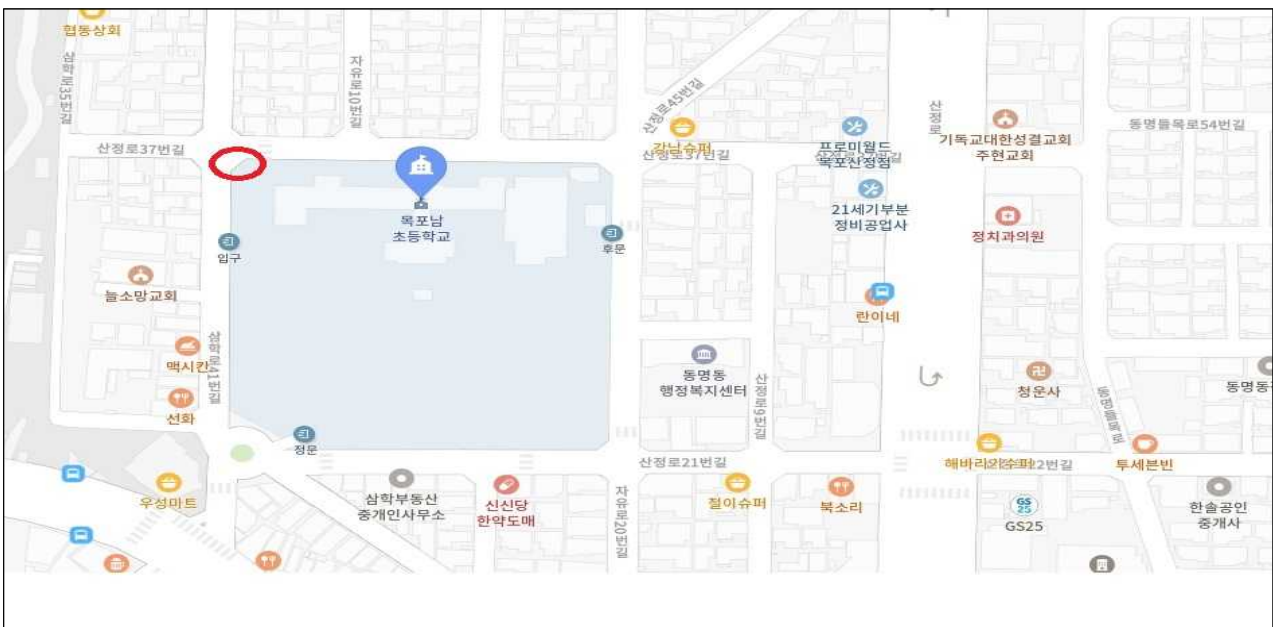 협동상회
삼학로35번길
자유로10번길
산정로45번길
산정로
강남슈퍼
프로미월드
목포산정점
기독교대한성결교회
주현교회
동명들목로54번길
산정로37번길
산정로37번길
목포남
초등학교
21세기부분
정비공업사
정치과의원
입구
후문
늘소망교회
란이네
삼학로41번길
맥시칸
동명동
행정복지센터
산정로9번길
청운사
동명들목로
선화
정문
산정로21번길
투세븐빈
우성마트
삼학부동산
중개인사무소
신신당
한약도매
자유로20번길
절이슈퍼
북소리
GS
25
GS25
한솔공인
중개사